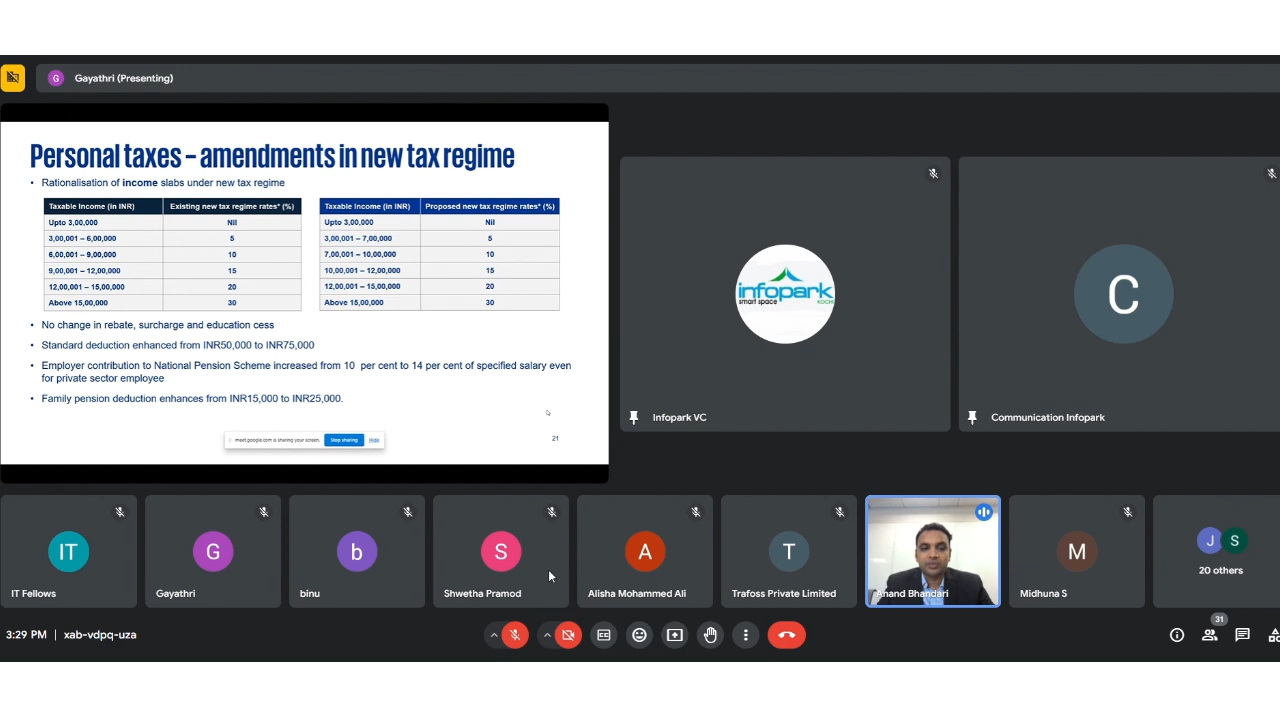 G Gayathri (Presenting)
Personal taxes – amendments in new tax regime
• Rationalisation of income slabs under new tax regime
Taxable Income (in INR) Existing new tax regime rates* (%)
Upto 3,00,000 Nil
3,00,001 – 6,00,000 5
6,00,001 – 9,00,000 10
9,00,001 – 12,00,000 15
12,00,001 – 15,00,000 20
Above 15,00,000 30
Taxable Income (in INR) Proposed new tax regime rates* (%)
Upto 3,00,000 Nil
3,00,001 – 7,00,000 5
7,00,001 – 10,00,000 10
10,00,001 – 12,00,000 15
12,00,001 – 15,00,000 20
Above 15,00,000 30
• No change in rebate, surcharge and education cess
• Standard deduction enhanced from INR50,000 to INR75,000
• Employer contribution to National Pension Scheme increased from 10 per cent to 14 per cent of specified salary even
for private sector employee
• Family pension deduction enhances from INR15,000 to INR25,000.
meet.google.com is sharing your screen. Stop sharing Hide
21
infopark
smart space KOCHI
Infopark VC
C
Communication Infopark
IT
IT Fellows
G
Gayathri
b
binu
S
Shwetha Pramod
A
Alisha Mohammed Ali
T
Trafoss Private Limited
Anand Bhandari
M
Midhuna S
J S
20 others
3:29 PM | xab-vdpq-uza
31